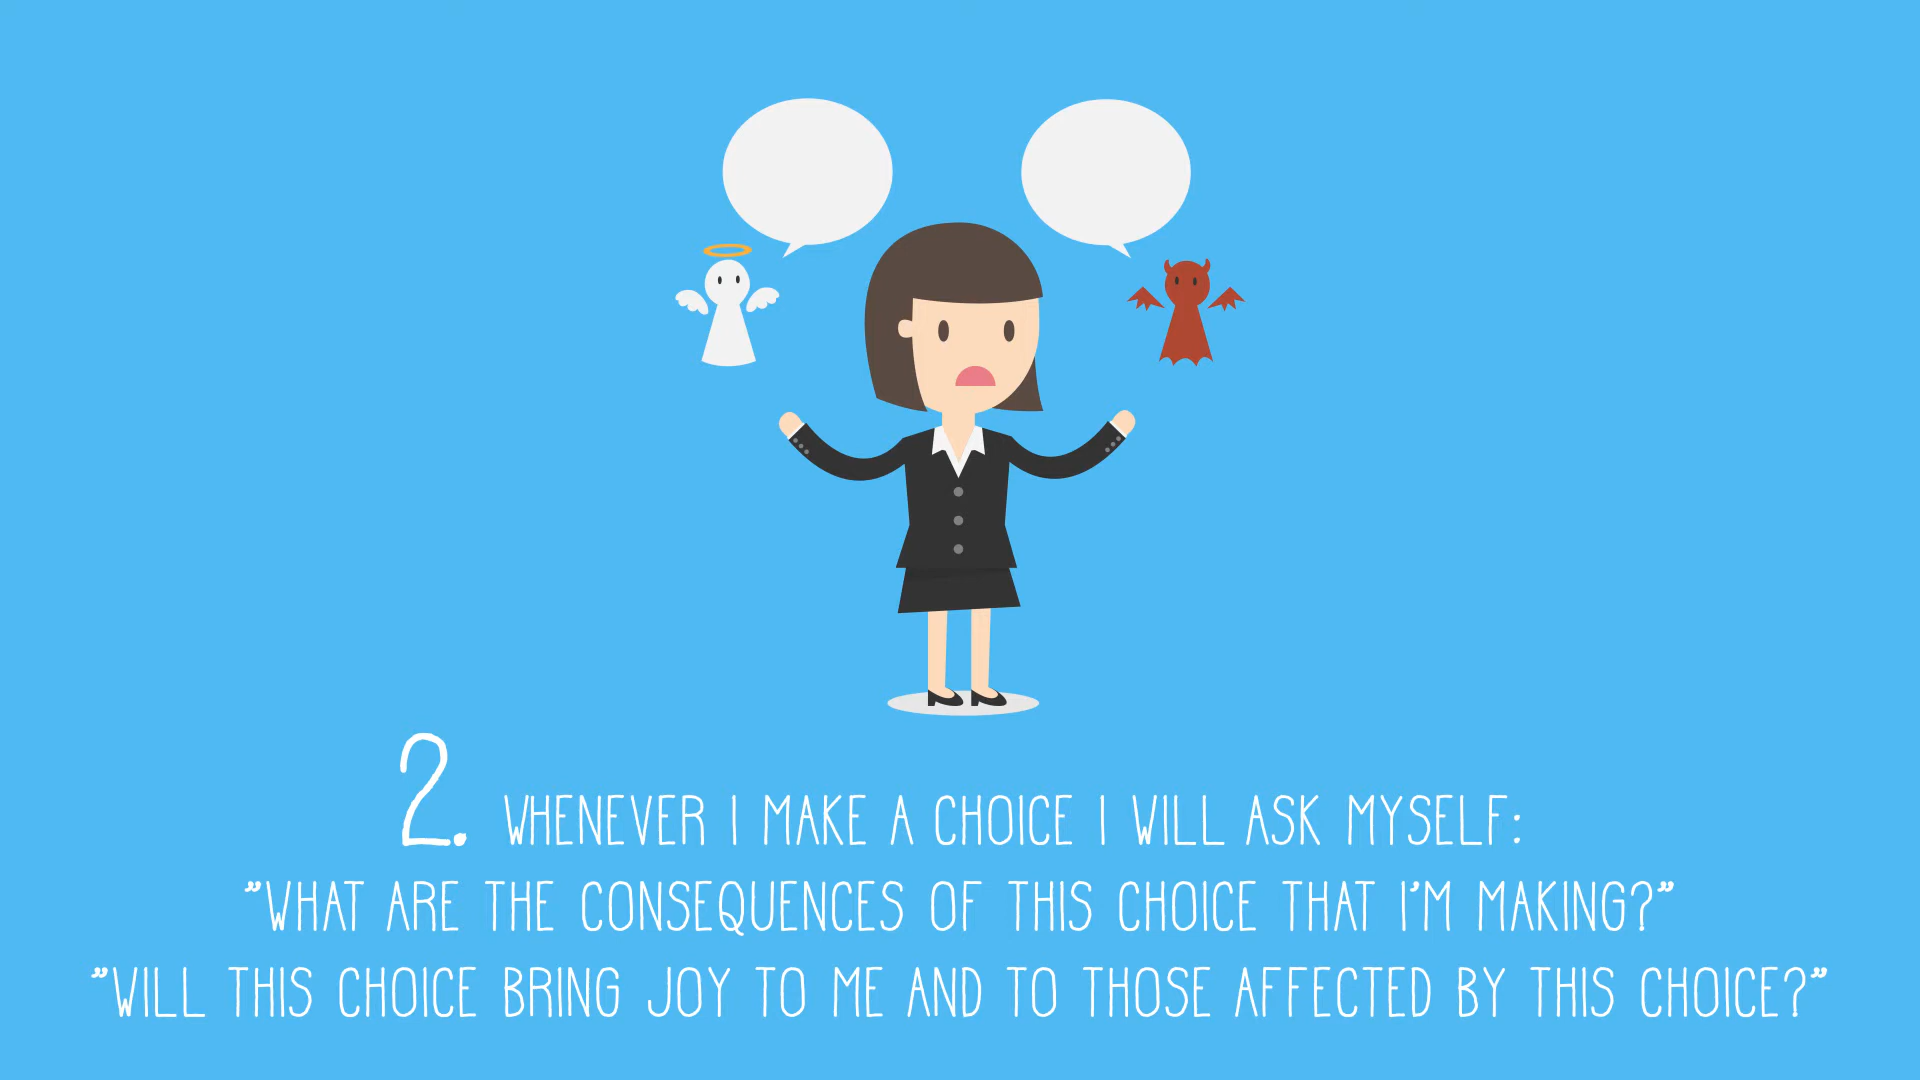 2. WHENEVER I MAKE A CHOICE I WILL ASK MYSELF:
”WHAT ARE THE CONSEQUENCES OF THIS CHOICE THAT I’M MAKING?”
”WILL THIS CHOICE BRING JOY TO ME AND TO THOSE AFFECTED BY THIS CHOICE?”